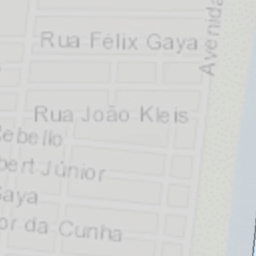 Rua Félix Gaya
Avenida
Rua João Kleis
Rebello
bert Júnior
Gaya
or da Cunha